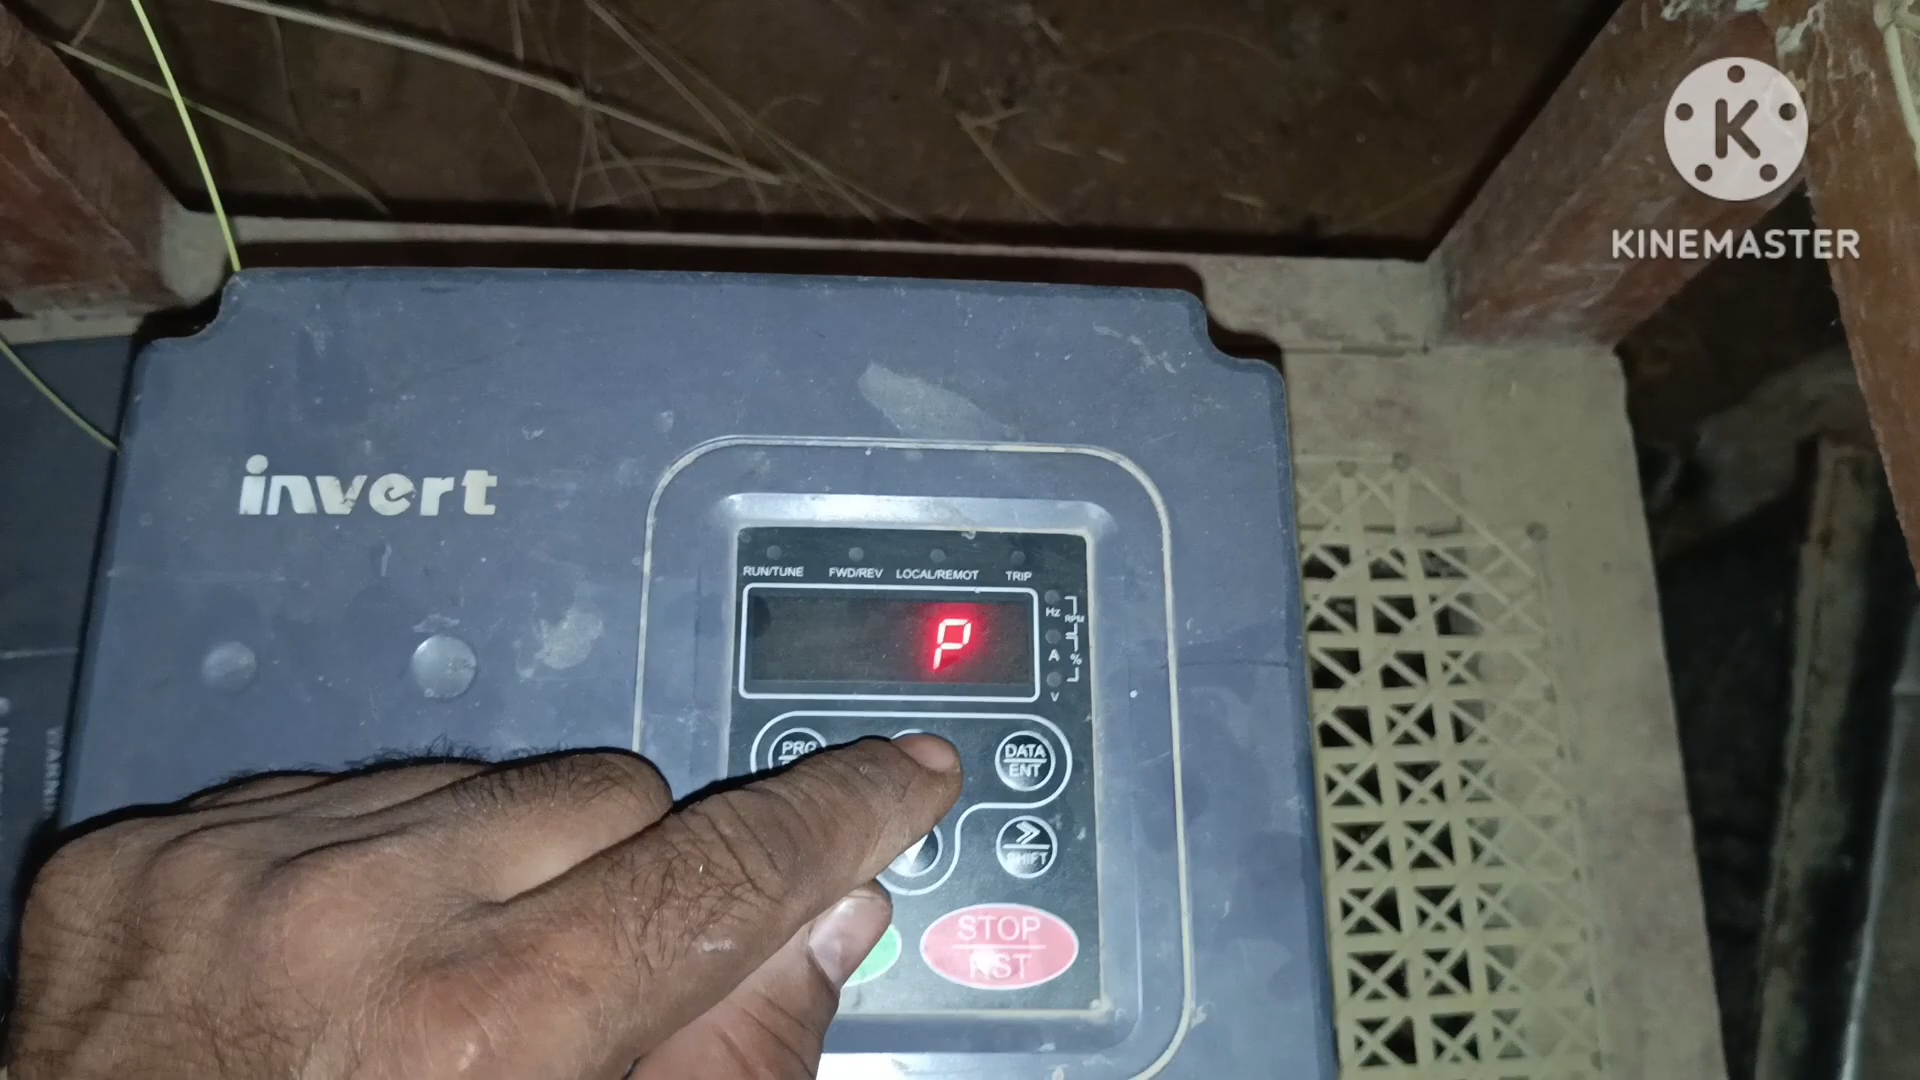 K
KINEMASTER
invert
RUN/TUNE FWD/REV LOCAL/REMOT TRIP
Hz
RPM
A
%
V
P
PRG
DATA
ENT
SHIFT
STOP
RST